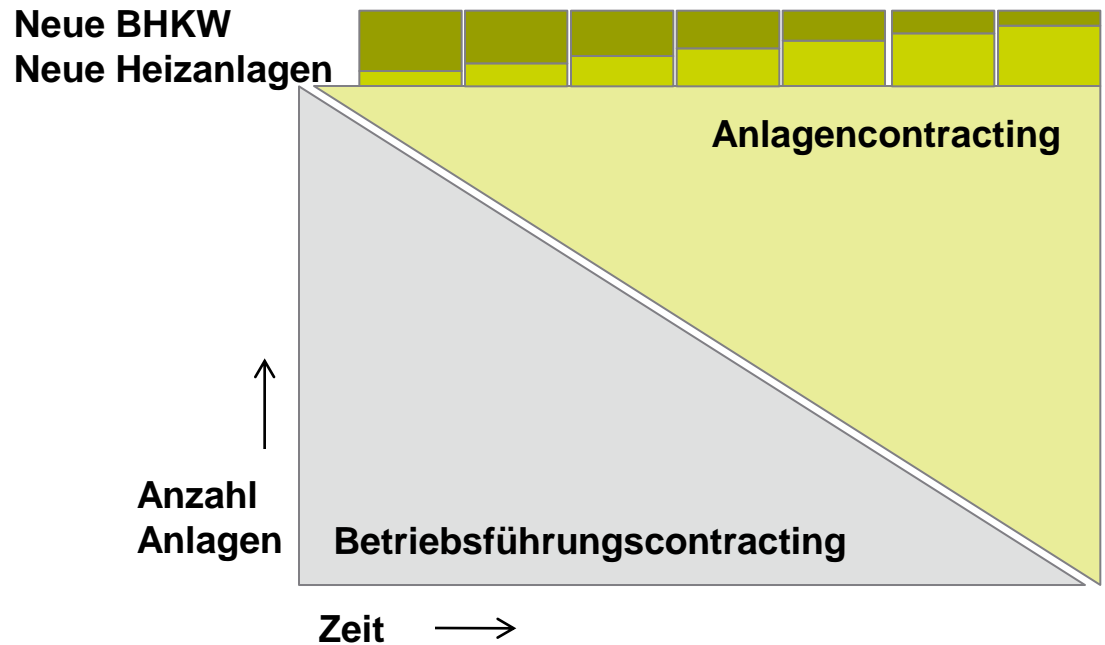 Neue BHKW
Neue Heizanlagen
Anlagencontracting
Anzahl
Anlagen
Betriebsführungscontracting
Zeit